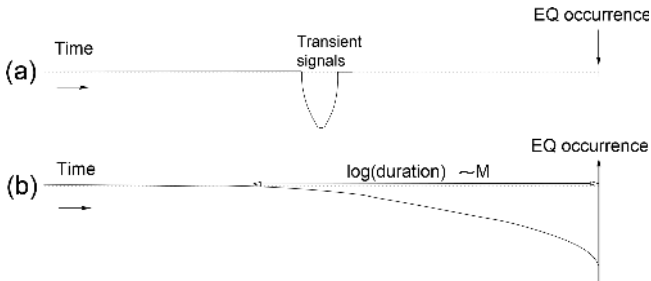 EQ occurrence
Transient
signals
Time
(a)
EQ occurrence
Time
log(duration) ~M
(b)